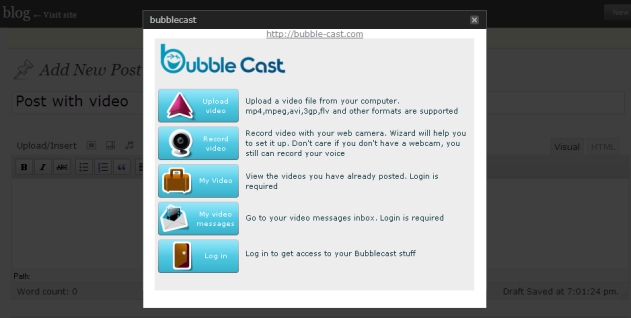 blog ← Visit site
New
bubblecast
http://bubble-cast.com
bubble Cast
Add New Post
Post with video
Upload/Insert
Visual
HTML
B I ABC
Upload
video
Upload a video file from your computer.
mp4,mpeg,avi,3gp,flv and other formats are supported
Record
video
Record video with your web camera. Wizard will help you
to set it up. Don't care if you don't have a webcam, you
still can record your voice
My Video
View the videos you have already posted. Login is
required
My video
messages
Go to your video messages inbox. Login is required
Log in
Log in to get access to your Bubblecast stuff
Path:
Word count: 0
Draft Saved at 7:01:24 pm.